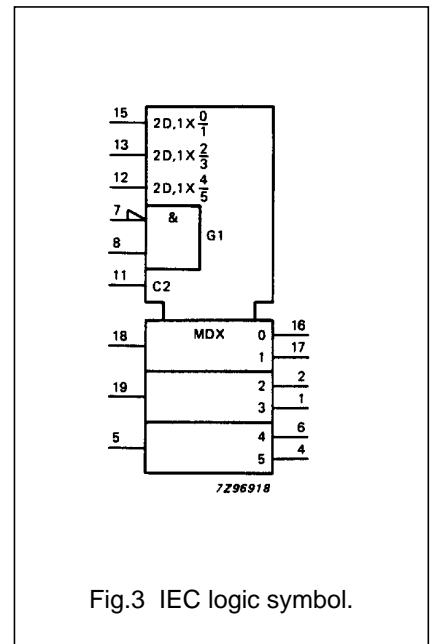 15 2D,1X 0/1
13 2D,1X 2/3
12 2D,1X 4/5
7 &
G1
8
11 C2
18 MDX 0 16
1 17
19 2 2
3 1
5 4 6
5 4
7Z96918
Fig.3 IEC logic symbol.